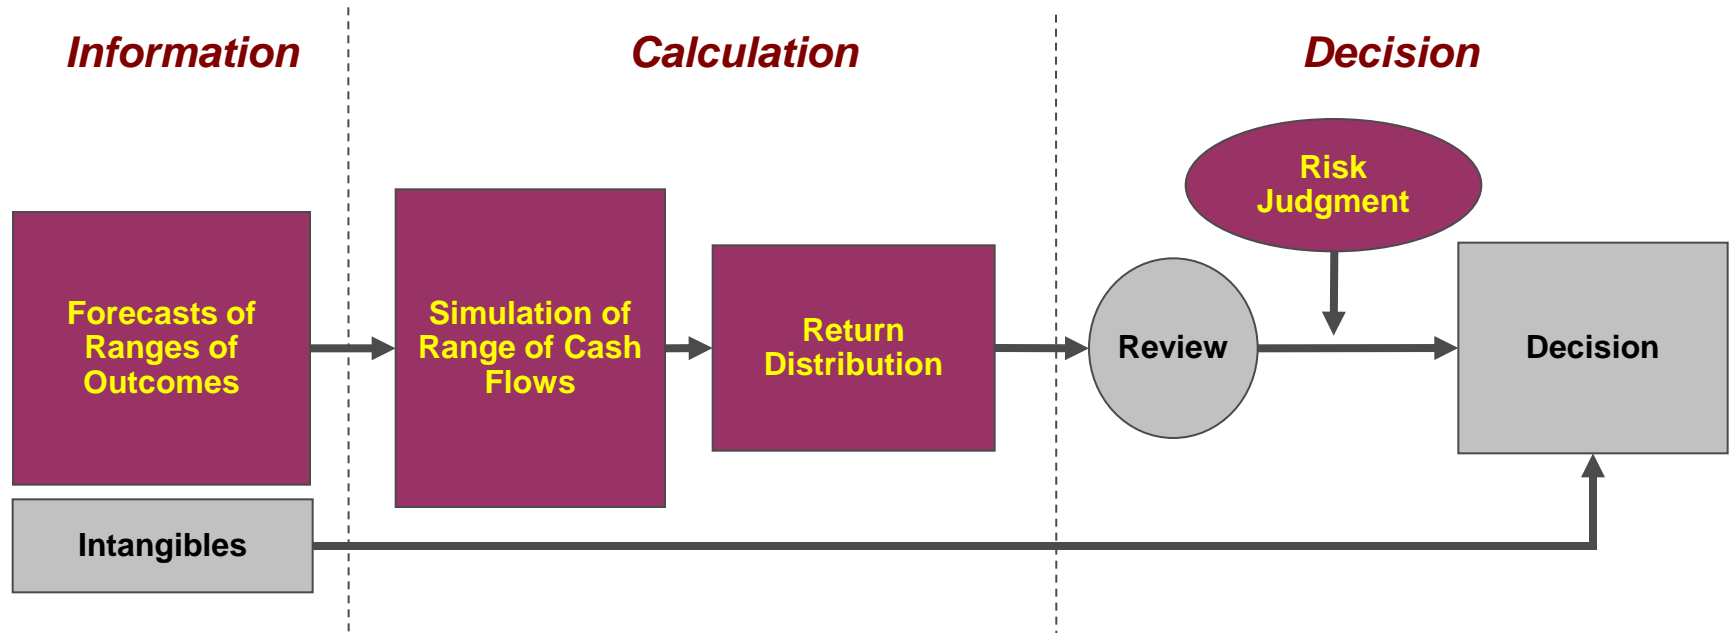 Information
Calculation
Decision
Risk
Judgment
Forecasts of
Ranges of
Outcomes
Simulation of
Range of Cash
Flows
Return
Distribution
Review
Decision
Intangibles